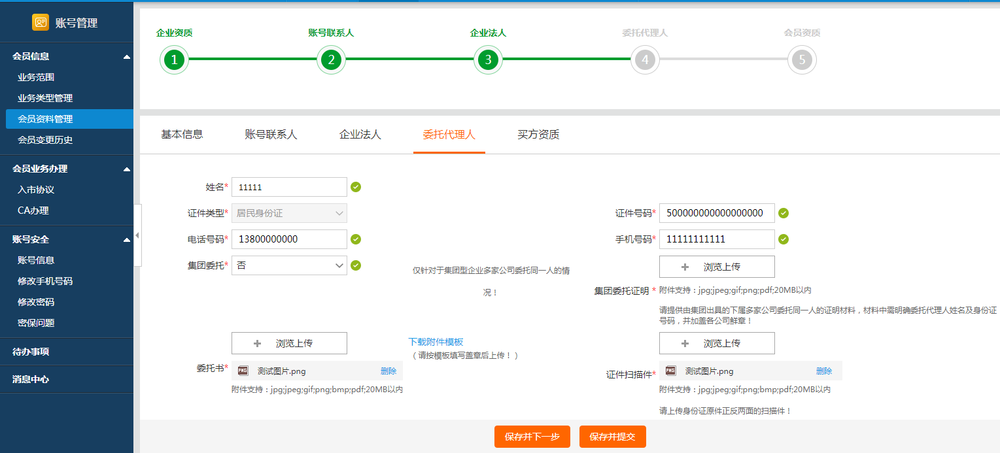 账号管理
会员信息
业务范围
业务类型管理
会员资料管理
会员变更历史
会员业务办理
入市协议
CA办理
账号安全
账号信息
修改手机号码
修改密码
密保问题
待办事项
消息中心
企业资质 账号联系人 企业法人 委托代理人 会员资质
1 2 3 4 5
基本信息 账号联系人 企业法人 委托代理人 买方资质
姓名* 11111
证件类型* 居民身份证 证件号码* 500000000000000000
电话号码* 13800000000 手机号码* 11111111111
集团委托* 否
仅针对于集团型企业多家公司委托同一人的情
况！
+ 浏览上传
集团委托证明 * 附件支持：jpg;jpeg;gif;png;pdf;20MB以内
请提供由集团出具的下属多家公司委托同一人的证明材料，材料中需明确委托代理人姓名及身份证
号码，并加盖各公司鲜章！
+ 浏览上传
下载附件模板
（请按模板填写盖章后上传！）
委托书* PNG 测试图片.png 删除
附件支持：jpg;jpeg;gif;png;bmp;pdf;20MB以内
+ 浏览上传
证件扫描件* PNG 测试图片.png 删除
附件支持：jpg;jpeg;gif;png;bmp;pdf;20MB以内
请上传身份证原件正反两面的扫描件！
保存并下一步 保存并提交